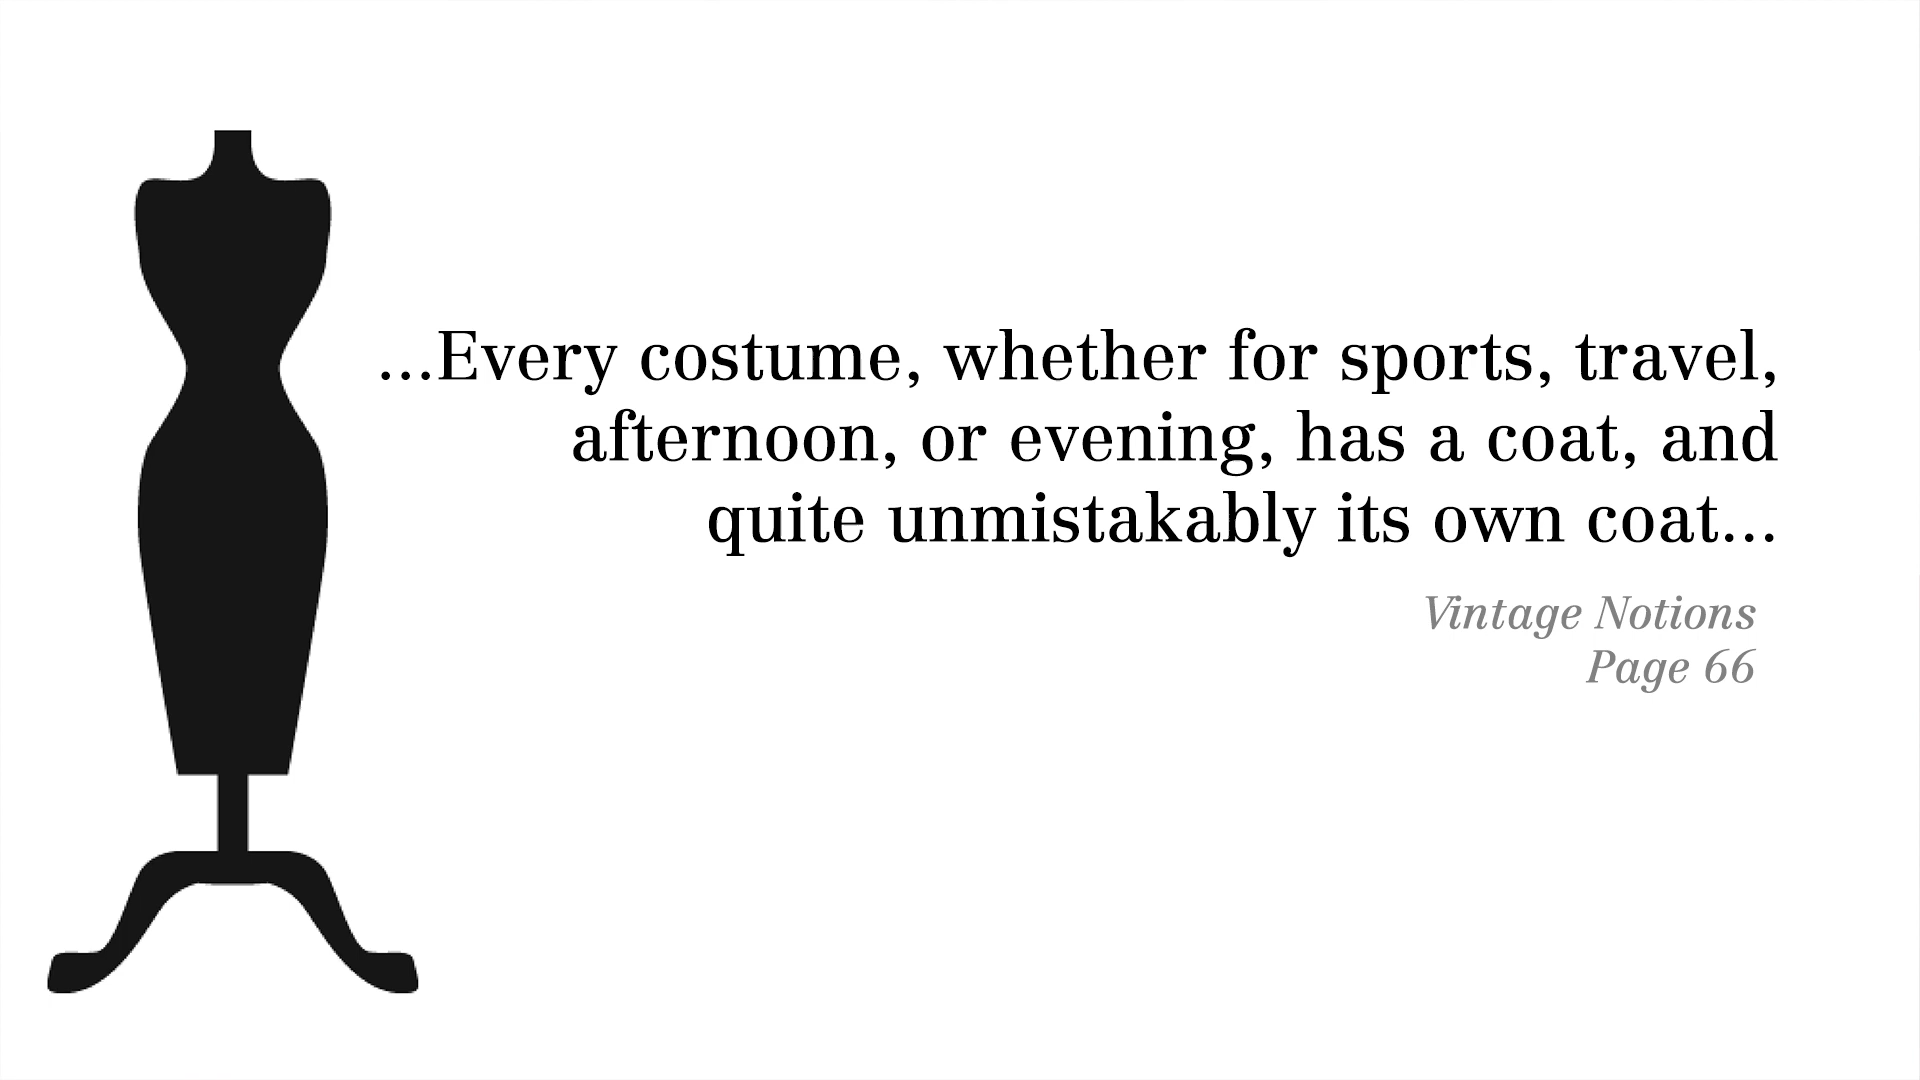 ...Every costume, whether for sports, travel,
afternoon, or evening, has a coat, and
quite unmistakably its own coat...
Vintage Notions
Page 66